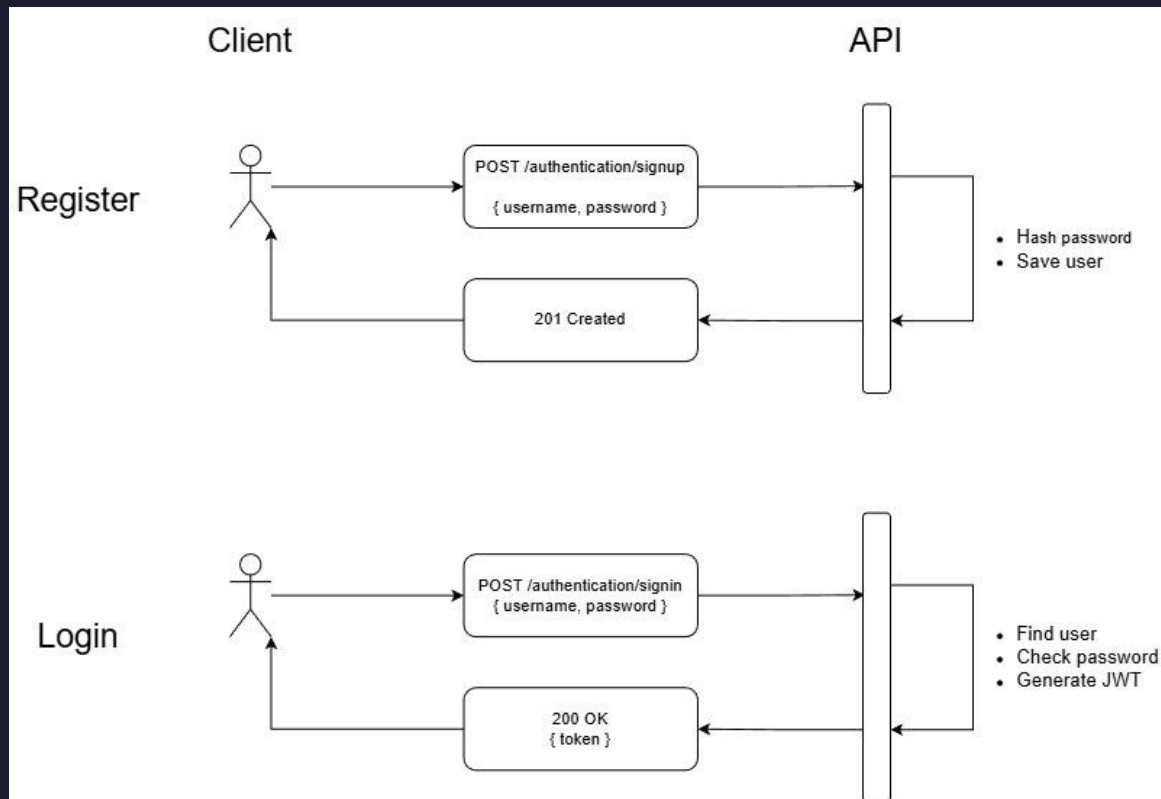 Client
API
Register
POST /authentication/signup
{ username, password }
• Hash password
• Save user
201 Created
Login
POST /authentication/signin
{ username, password }
• Find user
• Check password
• Generate JWT
200 OK
{ token }